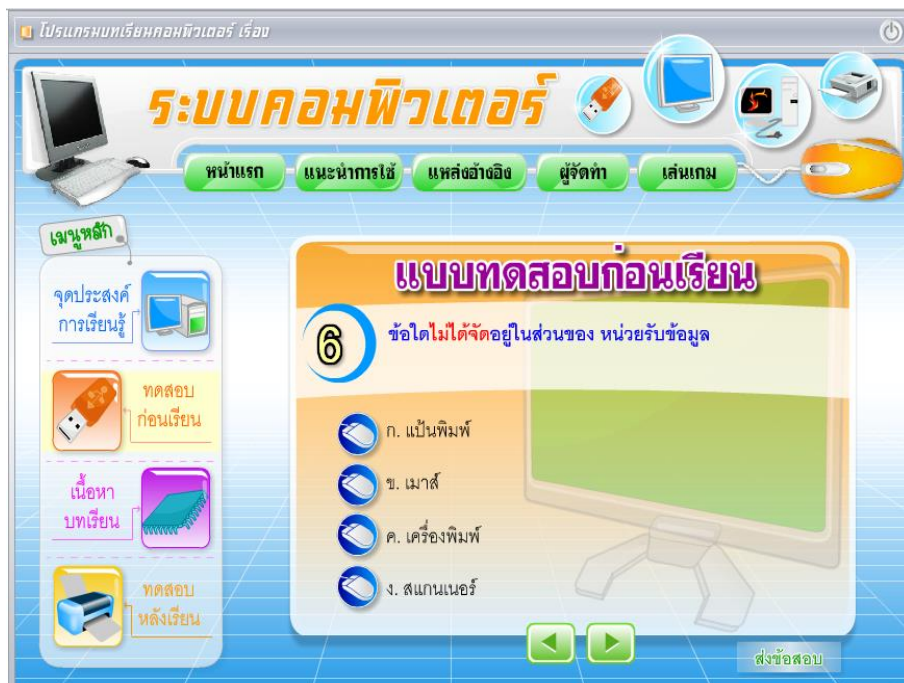 โปรแกรมบทเรียนคอมพิวเตอร์ เรื่อง
ระบบคอมพิวเตอร์
หน้าแรก
แนะนำการใช้
แหล่งอ้างอิง
ผู้จัดทำ
เล่นเกม
เมนูหลัก
จุดประสงค์
การเรียนรู้
ทดสอบ
ก่อนเรียน
เนื้อหา
บทเรียน
ทดสอบ
หลังเรียน
แบบทดสอบก่อนเรียน
6
ข้อใดไม่ได้จัดอยู่ในส่วนของ หน่วยรับข้อมูล
ก. แป้นพิมพ์
ข. เมาส์
ค. เครื่องพิมพ์
ง. สแกนเนอร์
ส่งข้อสอบ